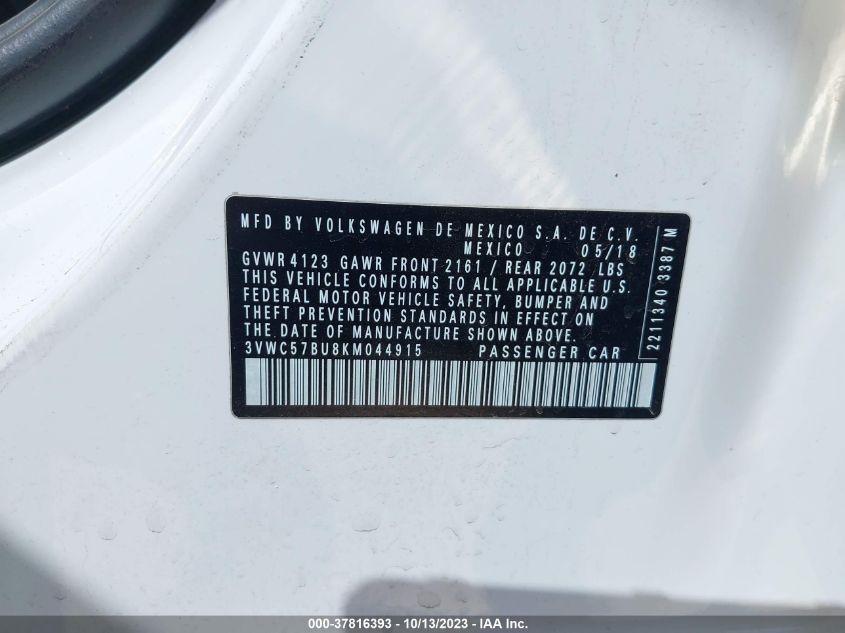 MFD BY VOLKSWAGEN DE MEXICO S.A. DE C.V.
MEXICO 05/18
GVWR 4123 GAWR FRONT 2161 / REAR 2072 LBS
THIS VEHICLE CONFORMS TO ALL APPLICABLE U.S.
FEDERAL MOTOR VEHICLE SAFETY, BUMPER AND
THEFT PREVENTION STANDARDS IN EFFECT ON
THE DATE OF MANUFACTURE SHOWN ABOVE.
3VWC57BU8KM044915 PASSENGER CAR
2211340 3387 M
000-37816393 - 10/13/2023 - IAA Inc.